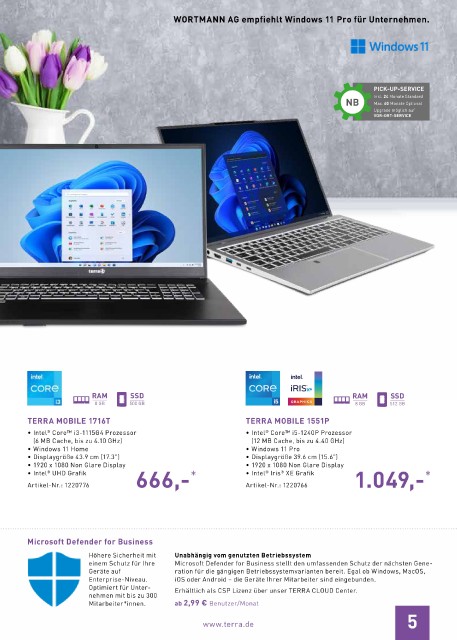 WORTMANN AG empfiehlt Windows 11 Pro für Unternehmen.
Windows 11
NB
PICK-UP-SERVICE
incl. 24 Monate Standard
Max. 60 Monate Optional
Upgrade möglich auf
VOR-ORT-SERVICE
terra
intel
CORE
i3
RAM
8 GB
SSD
intel
CORE
i5
intel
iRIS xe
GRAPHICS
RAM
8 GB
SSD
TERRA MOBILE 1716T
• Intel® Core™ i3-1115G4 Prozessor
(6 MB Cache, bis zu 4.10 GHz)
• Windows 11 Home
• Displaygröße 43.9 cm (17.3")
• 1920 x 1080 Non Glare Display
• Intel® UHD Grafik
Artikel-Nr.: 1220776
666,-*
TERRA MOBILE 1551P
• Intel® Core™ i5-1240P Prozessor
(12 MB Cache, bis zu 4.40 GHz)
• Windows 11 Pro
• Displaygröße 39.6 cm (15.6")
• 1920 x 1080 Non Glare Display
• Intel® Iris® XE Grafik
Artikel-Nr.: 1220766
1.049,-*
Microsoft Defender for Business
Höhere Sicherheit mit
einem Schutz für Ihre
Geräte auf
Enterprise-Niveau.
Optimiert für Unter-
nehmen mit bis zu 300
Mitarbeiter*innen.
Unabhängig vom genutzten Betriebssystem
Microsoft Defender for Business stellt den umfassenden Schutz der nächsten Gene-
ration für die gängigen Betriebssystemvarianten bereit. Egal ob Windows, MacOS,
iOS oder Android – die Geräte Ihrer Mitarbeiter sind eingebunden.
Erhältlich als CSP Lizenz über unser TERRA CLOUD Center.
ab 2,99 € Benutzer/Monat
www.terra.de
5